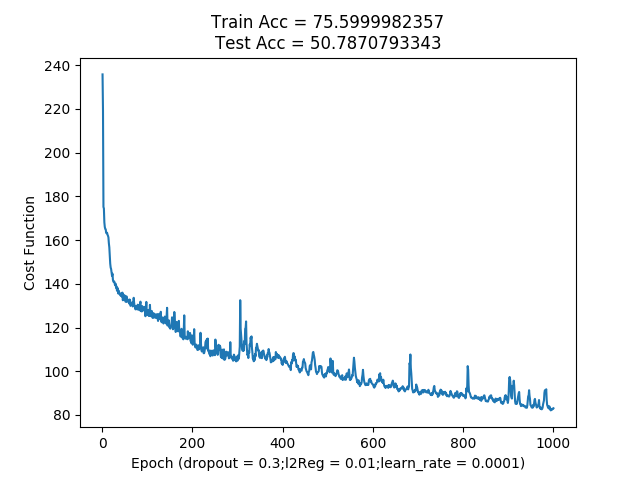 Train Acc = 75.5999982357
Test Acc = 50.7870793343
240
220
200
180
160
140
120
100
80
Cost Function
0 200 400 600 800 1000
Epoch (dropout = 0.3;l2Reg = 0.01;learn_rate = 0.0001)